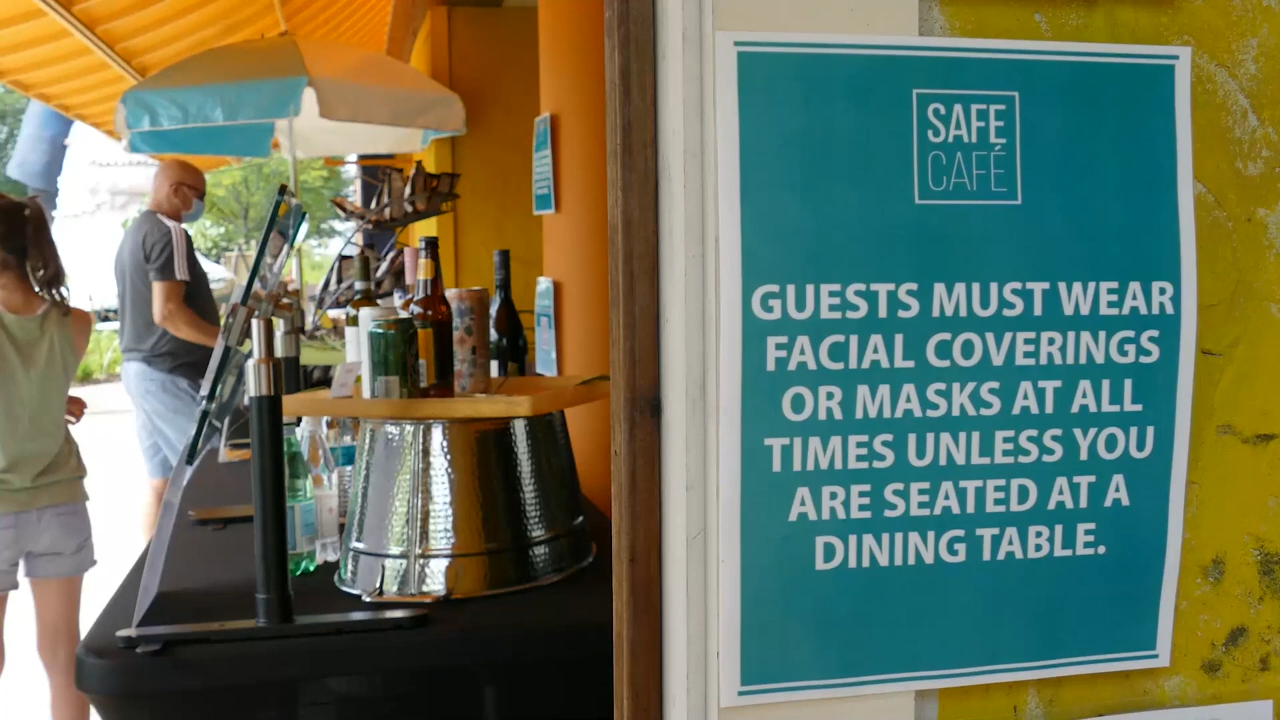 SAFE
CAFÉ
GUESTS MUST WEAR
FACIAL COVERINGS
OR MASKS AT ALL
TIMES UNLESS YOU
ARE SEATED AT A
DINING TABLE.